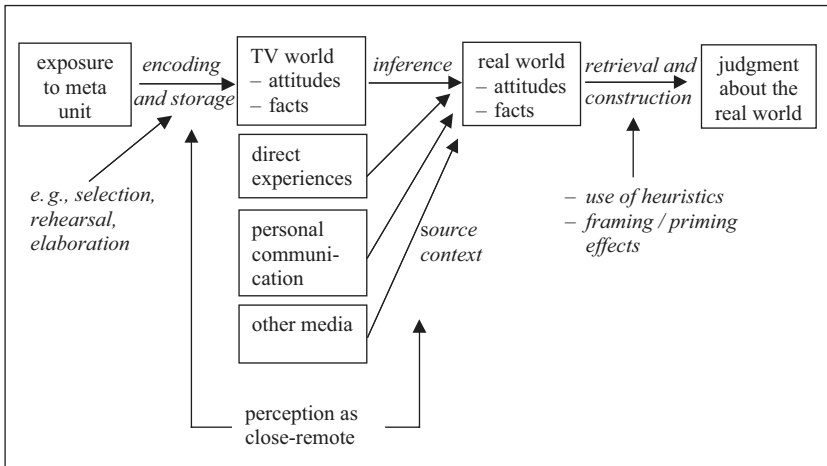 exposure
to meta
unit
encoding
and storage
TV world
– attitudes
– facts
inference
real world
– attitudes
– facts
retrieval and
construction
judgment
about the
real world
direct
experiences
personal
communi-
cation
other media
source
context
e. g., selection,
rehearsal,
elaboration
– use of heuristics
– framing / priming
effects
perception as
close-remote